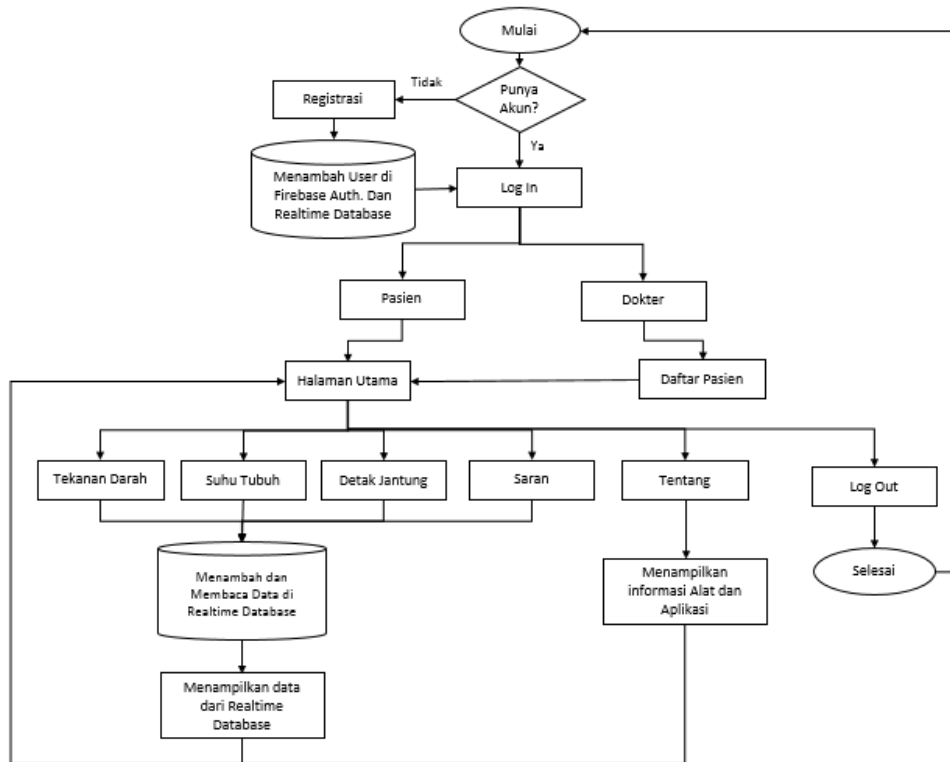 Mulai
Tidak
Punya
Akun?
Registrasi
Ya
Menambah User di
Firebase Auth. Dan
Realtime Database
Log In
Pasien
Dokter
Halaman Utama
Daftar Pasien
Tekanan Darah
Suhu Tubuh
Detak Jantung
Saran
Tentang
Log Out
Menambah dan
Membaca Data di
Realtime Database
Menampilkan
informasi Alat dan
Aplikasi
Selesai
Menampilkan data
dari Realtime
Database